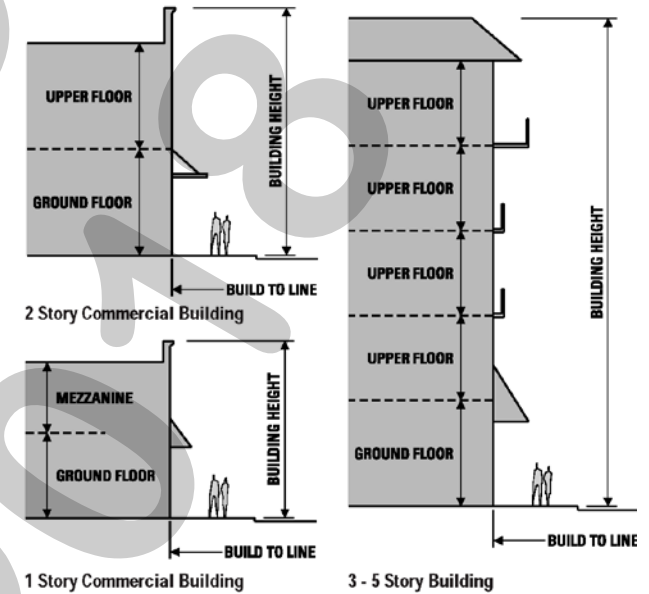 UPPER FLOOR
GROUND FLOOR
BUILDING HEIGHT
BUILD TO LINE
2 Story Commercial Building
MEZZANINE
GROUND FLOOR
BUILDING HEIGHT
BUILD TO LINE
1 Story Commercial Building
UPPER FLOOR
UPPER FLOOR
UPPER FLOOR
UPPER FLOOR
GROUND FLOOR
BUILDING HEIGHT
BUILD TO LINE
3 - 5 Story Building
018